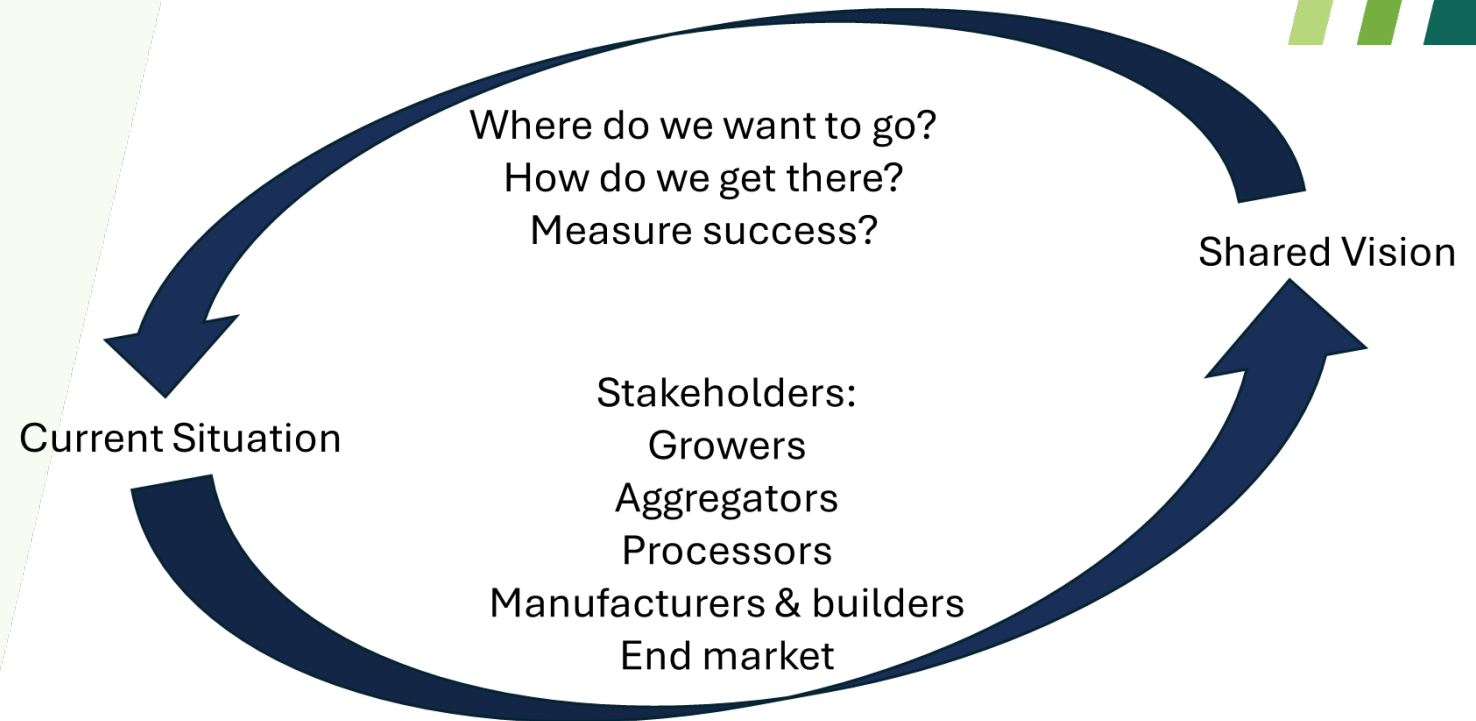 Where do we want to go?
How do we get there?
Measure success?
Shared Vision
Current Situation
Stakeholders:
Growers
Aggregators
Processors
Manufacturers & builders
End market